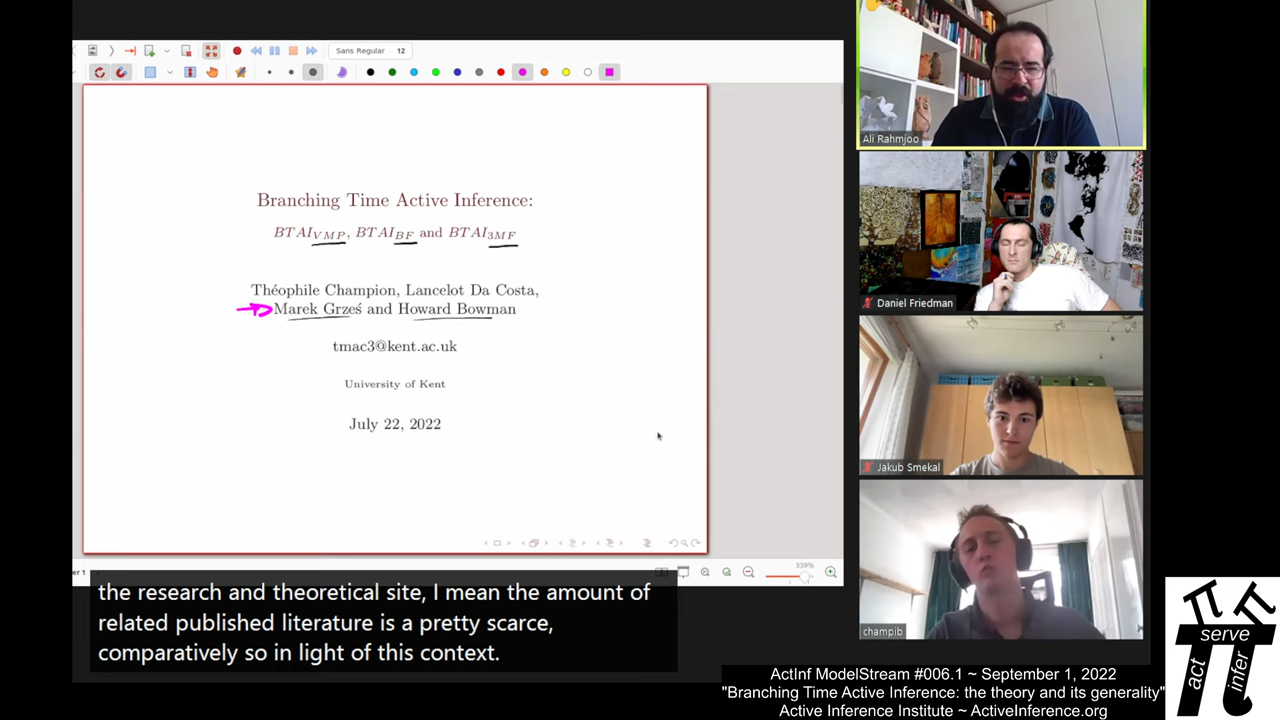 Sans Regular 12
Branching Time Active Inference:
BTAI_VMP, BTAI_BF and BTAI_3MF
Théophile Champion, Lancelot Da Costa,
Marek Grześ and Howard Bowman
tmac3@kent.ac.uk
University of Kent
July 22, 2022
339%
er 1
the research and theoretical site, I mean the amount of
related published literature is a pretty scarce,
comparatively so in light of this context.
Ali Rahmjoo
Daniel Friedman
Jakub Smekal
champib
serve
act
infer
ActInf ModelStream #006.1 ~ September 1, 2022
"Branching Time Active Inference: the theory and its generality"
Active Inference Institute ~ ActiveInference.org